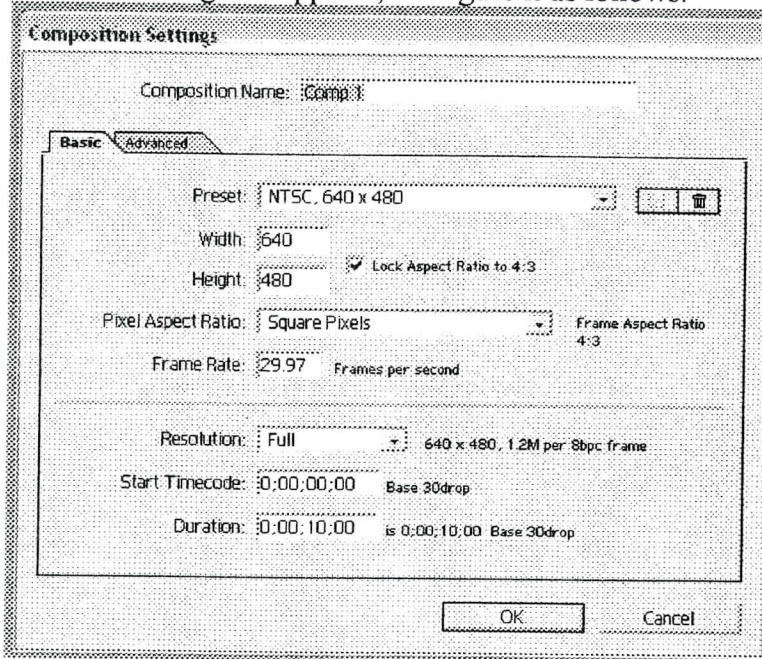 Composition Settings
Composition Name: Comp 1
Basic Advanced
Preset: NTSC, 640 x 480
Width: 640
Lock Aspect Ratio to 4:3
Height: 480
Pixel Aspect Ratio: Square Pixels Frame Aspect Ratio
4:3
Frame Rate: 29.97 Frames per second
Resolution: Full 640 x 480, 1.2M per 8bpc frame
Start Timecode: 0;00;00;00 Base 30drop
Duration: 0;00;10;00 is 0;00;10;00 Base 30drop
OK Cancel